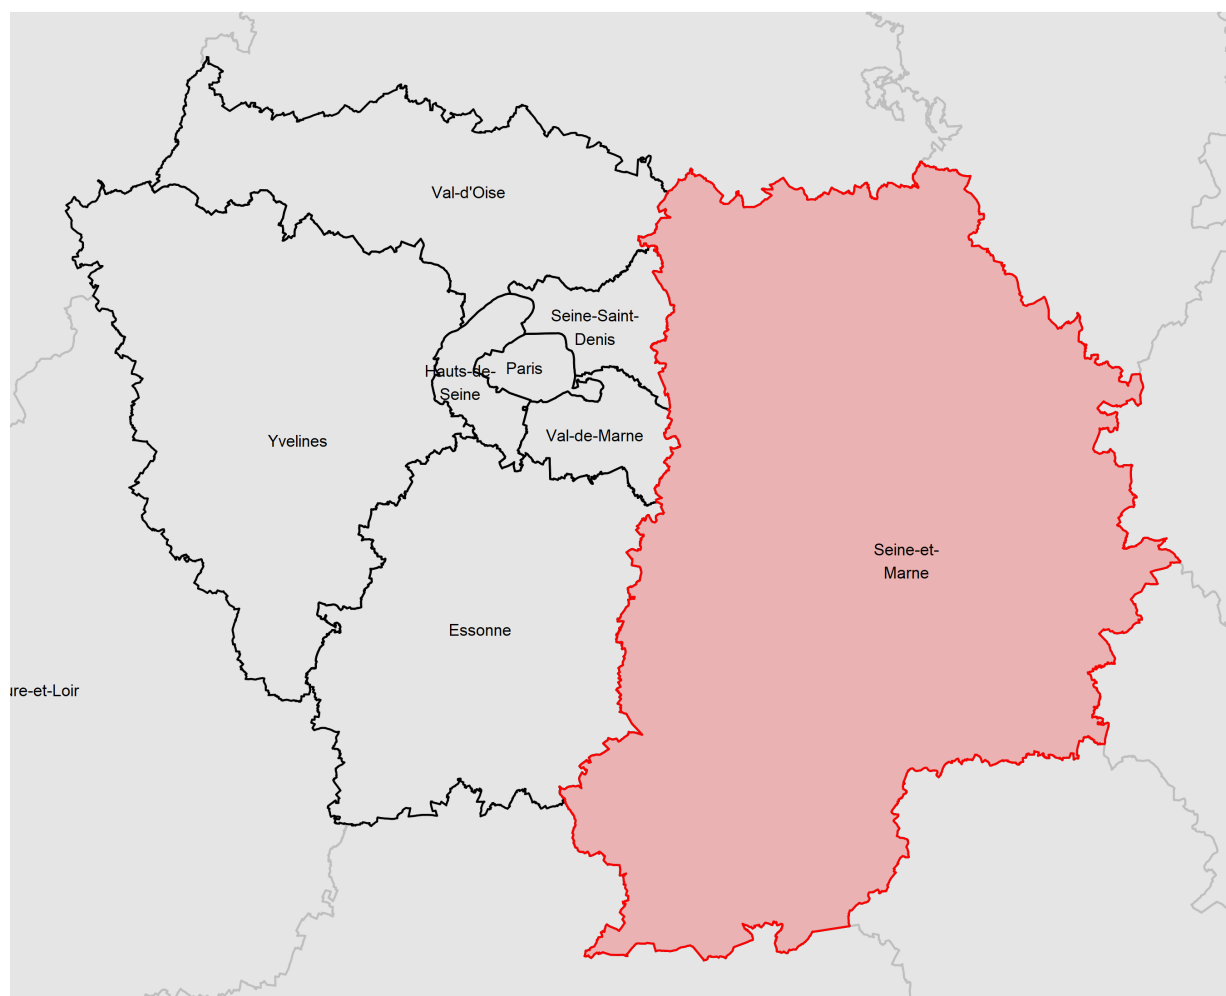 Val-d'Oise
Seine-Saint-
Denis
Paris
Hauts-de-
Seine
Val-de-Marne
Yvelines
Seine-et-
Marne
Essonne
ure-et-Loir